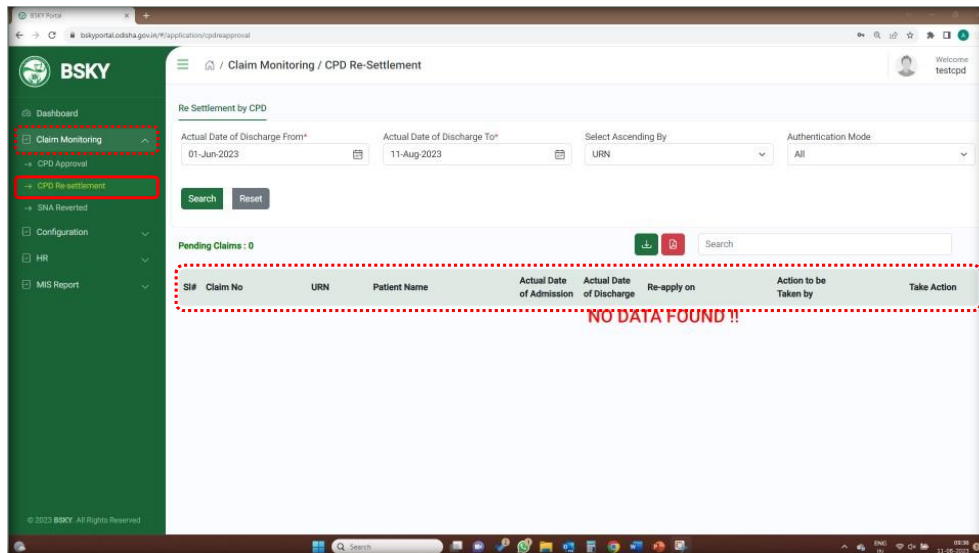 BSKY Portal
bskyportal.odisha.gov.in/#/application/cpdreapproval
BSKY
/ Claim Monitoring / CPD Re-Settlement
Welcome
testcpd
Dashboard
Claim Monitoring
CPD Approval
CPD Re-settlement
SNA Reverted
Configuration
HR
MIS Report
Re Settlement by CPD
Actual Date of Discharge From*
Actual Date of Discharge To*
Select Ascending By
Authentication Mode
01-Jun-2023
11-Aug-2023
URN
All
Search
Reset
Pending Claims : 0
Search
Sl# Claim No URN Patient Name Actual Date of Admission Actual Date of Discharge Re-apply on Action to be Taken by Take Action
NO DATA FOUND !!
© 2023 BSKY. All Rights Reserved
Search
ENG
09:36
11-08-2023